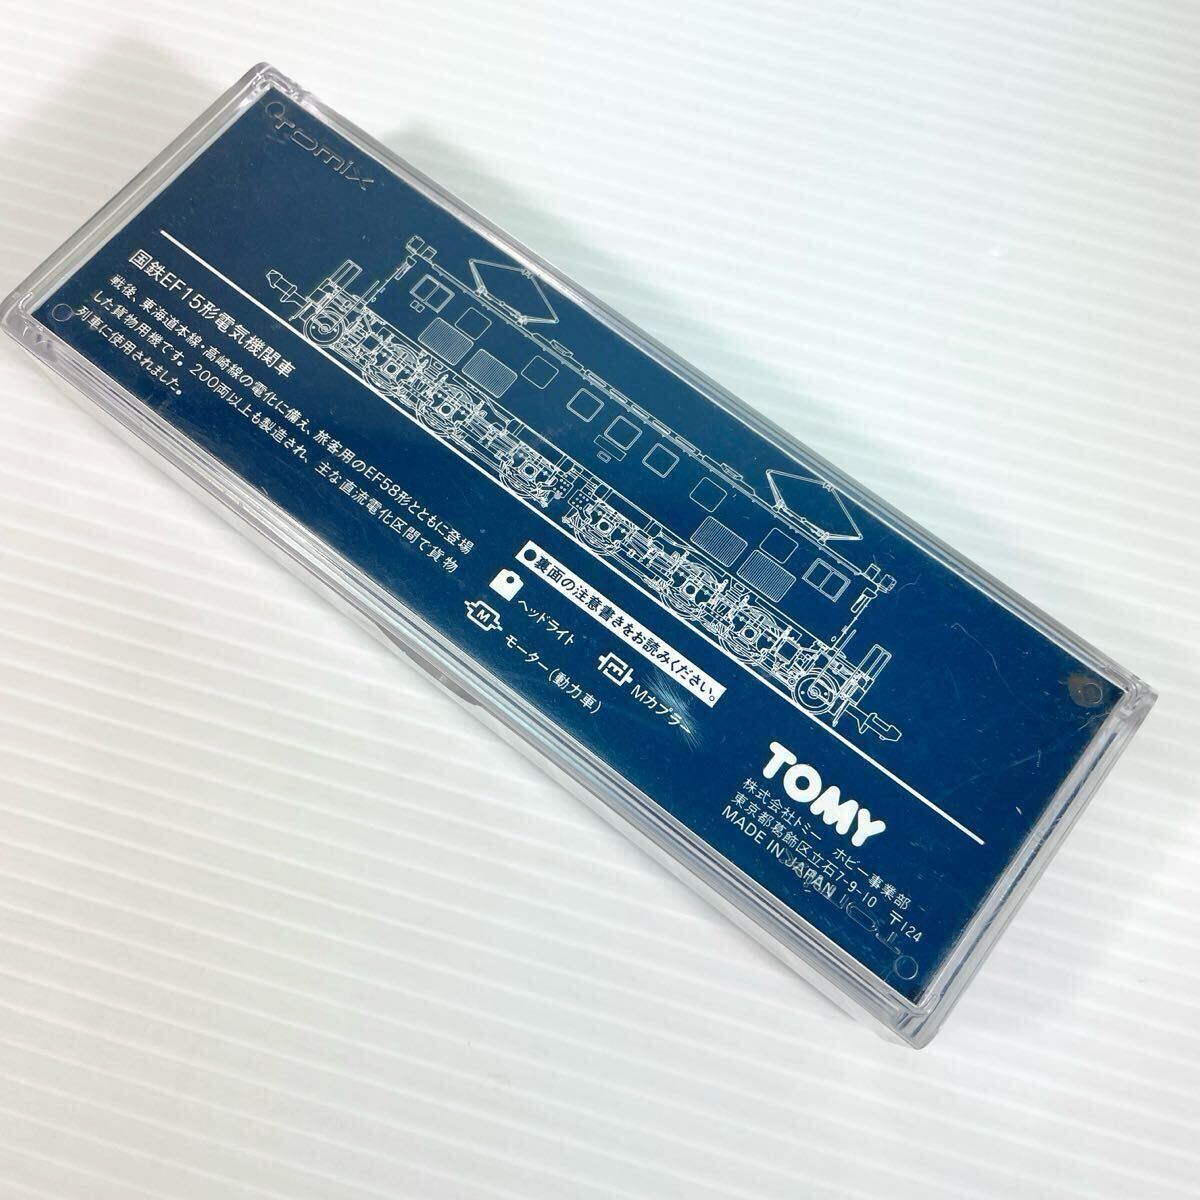 TOMIX
国鉄EF15形電気機関車
戦後、東海道本線・高崎線の電化に備え、旅客用のEF58形とともに登場
した貨物用機です。200両以上も製造され、主な直流電化区間で貨物
列車に使用されました。
●裏面の注意書きをお読みください。
ヘッドライト
Mカプラー
M モーター(動力車)
TOMY
株式会社トミー ホビー事業部
東京都葛飾区立石7-9-10 〒124
MADE IN JAPAN